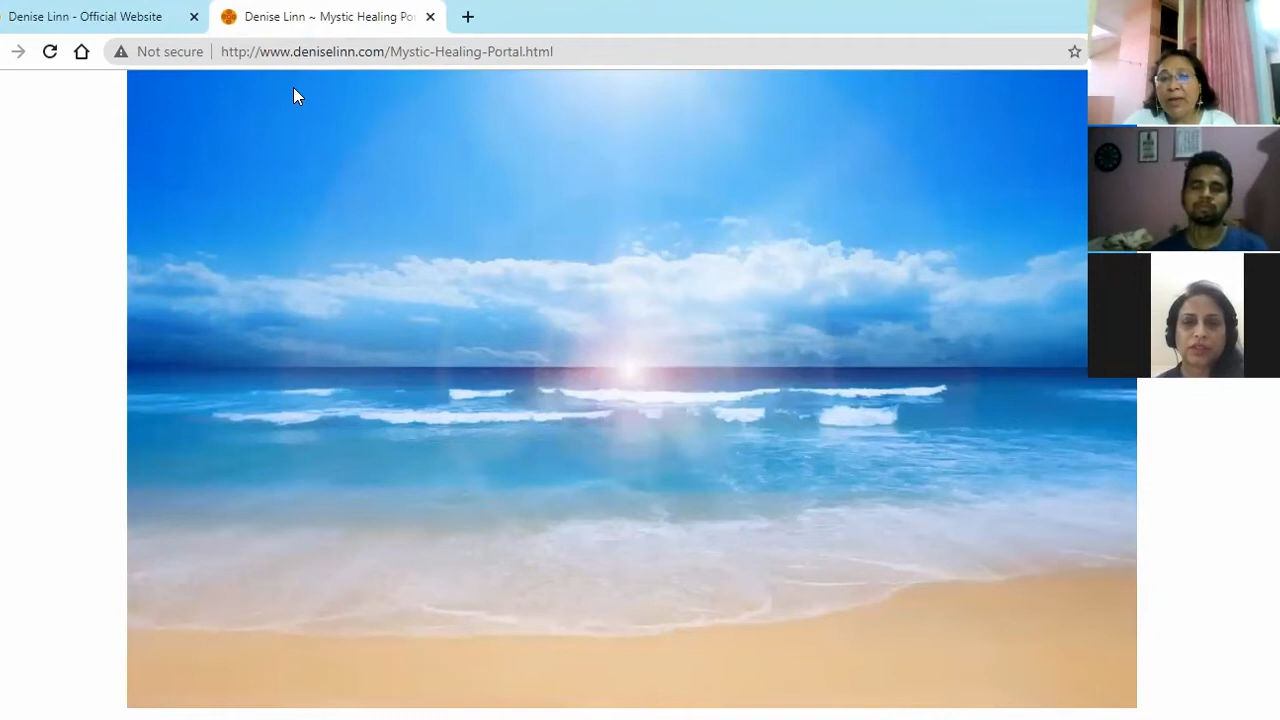 Denise Linn - Official Website
Denise Linn ~ Mystic Healing Po
Not secure
http://www.deniselinn.com/Mystic-Healing-Portal.html